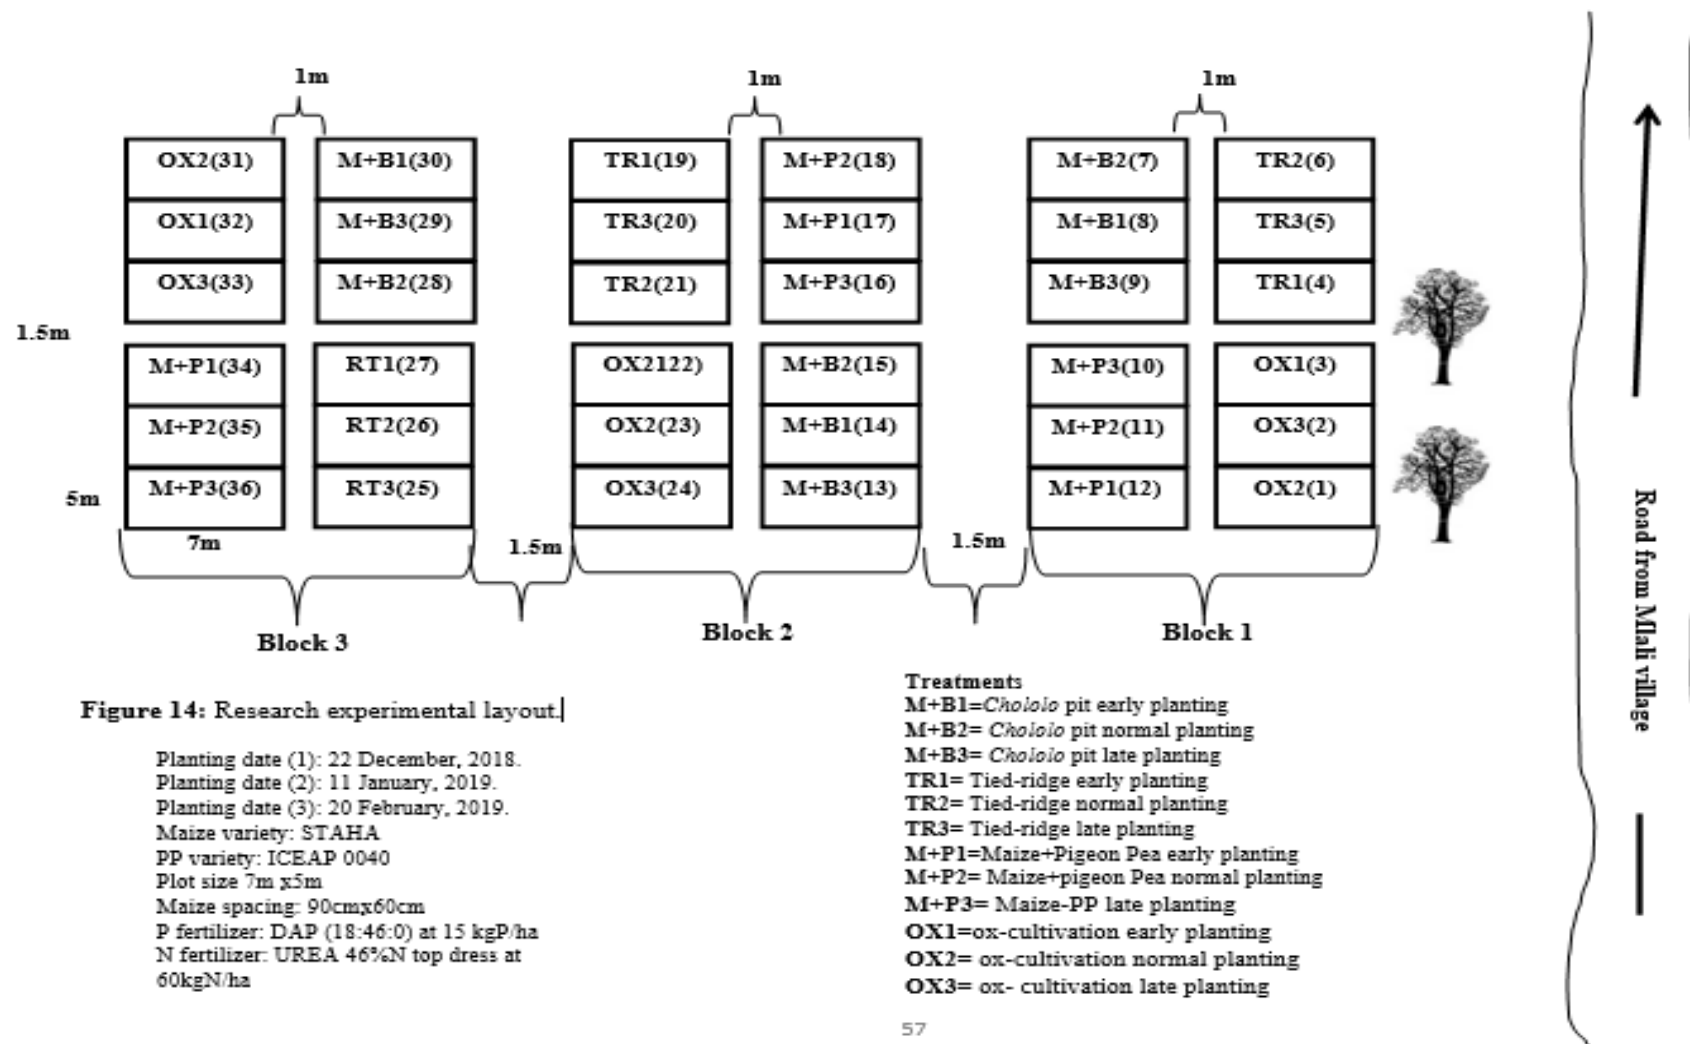 1m 1m 1m
OX2(31) M+B1(30) TR1(19) M+P2(18) M+B2(7) TR2(6)
OX1(32) M+B3(29) TR3(20) M+P1(17) M+B1(8) TR3(5)
OX3(33) M+B2(28) TR2(21) M+P3(16) M+B3(9) TR1(4)
1.5m
M+P1(34) RT1(27) OX2122) M+B2(15) M+P3(10) OX1(3)
M+P2(35) RT2(26) OX2(23) M+B1(14) M+P2(11) OX3(2)
5m M+P3(36) RT3(25) OX3(24) M+B3(13) M+P1(12) OX2(1)
7m 1.5m 1.5m
Block 3 Block 2 Block 1
Road from Mlali village
Figure 14: Research experimental layout.
Planting date (1): 22 December, 2018.
Planting date (2): 11 January, 2019.
Planting date (3): 20 February, 2019.
Maize variety: STAHA
PP variety: ICEAP 0040
Plot size 7m x5m
Maize spacing: 90cmx60cm
P fertilizer: DAP (18:46:0) at 15 kgP/ha
N fertilizer: UREA 46%N top dress at
60kgN/ha
Treatments
M+B1=Chololo pit early planting
M+B2= Chololo pit normal planting
M+B3= Chololo pit late planting
TR1= Tied-ridge early planting
TR2= Tied-ridge normal planting
TR3= Tied-ridge late planting
M+P1=Maize+Pigeon Pea early planting
M+P2= Maize+pigeon Pea normal planting
M+P3= Maize-PP late planting
OX1=ox-cultivation early planting
OX2= ox-cultivation normal planting
OX3= ox- cultivation late planting
57